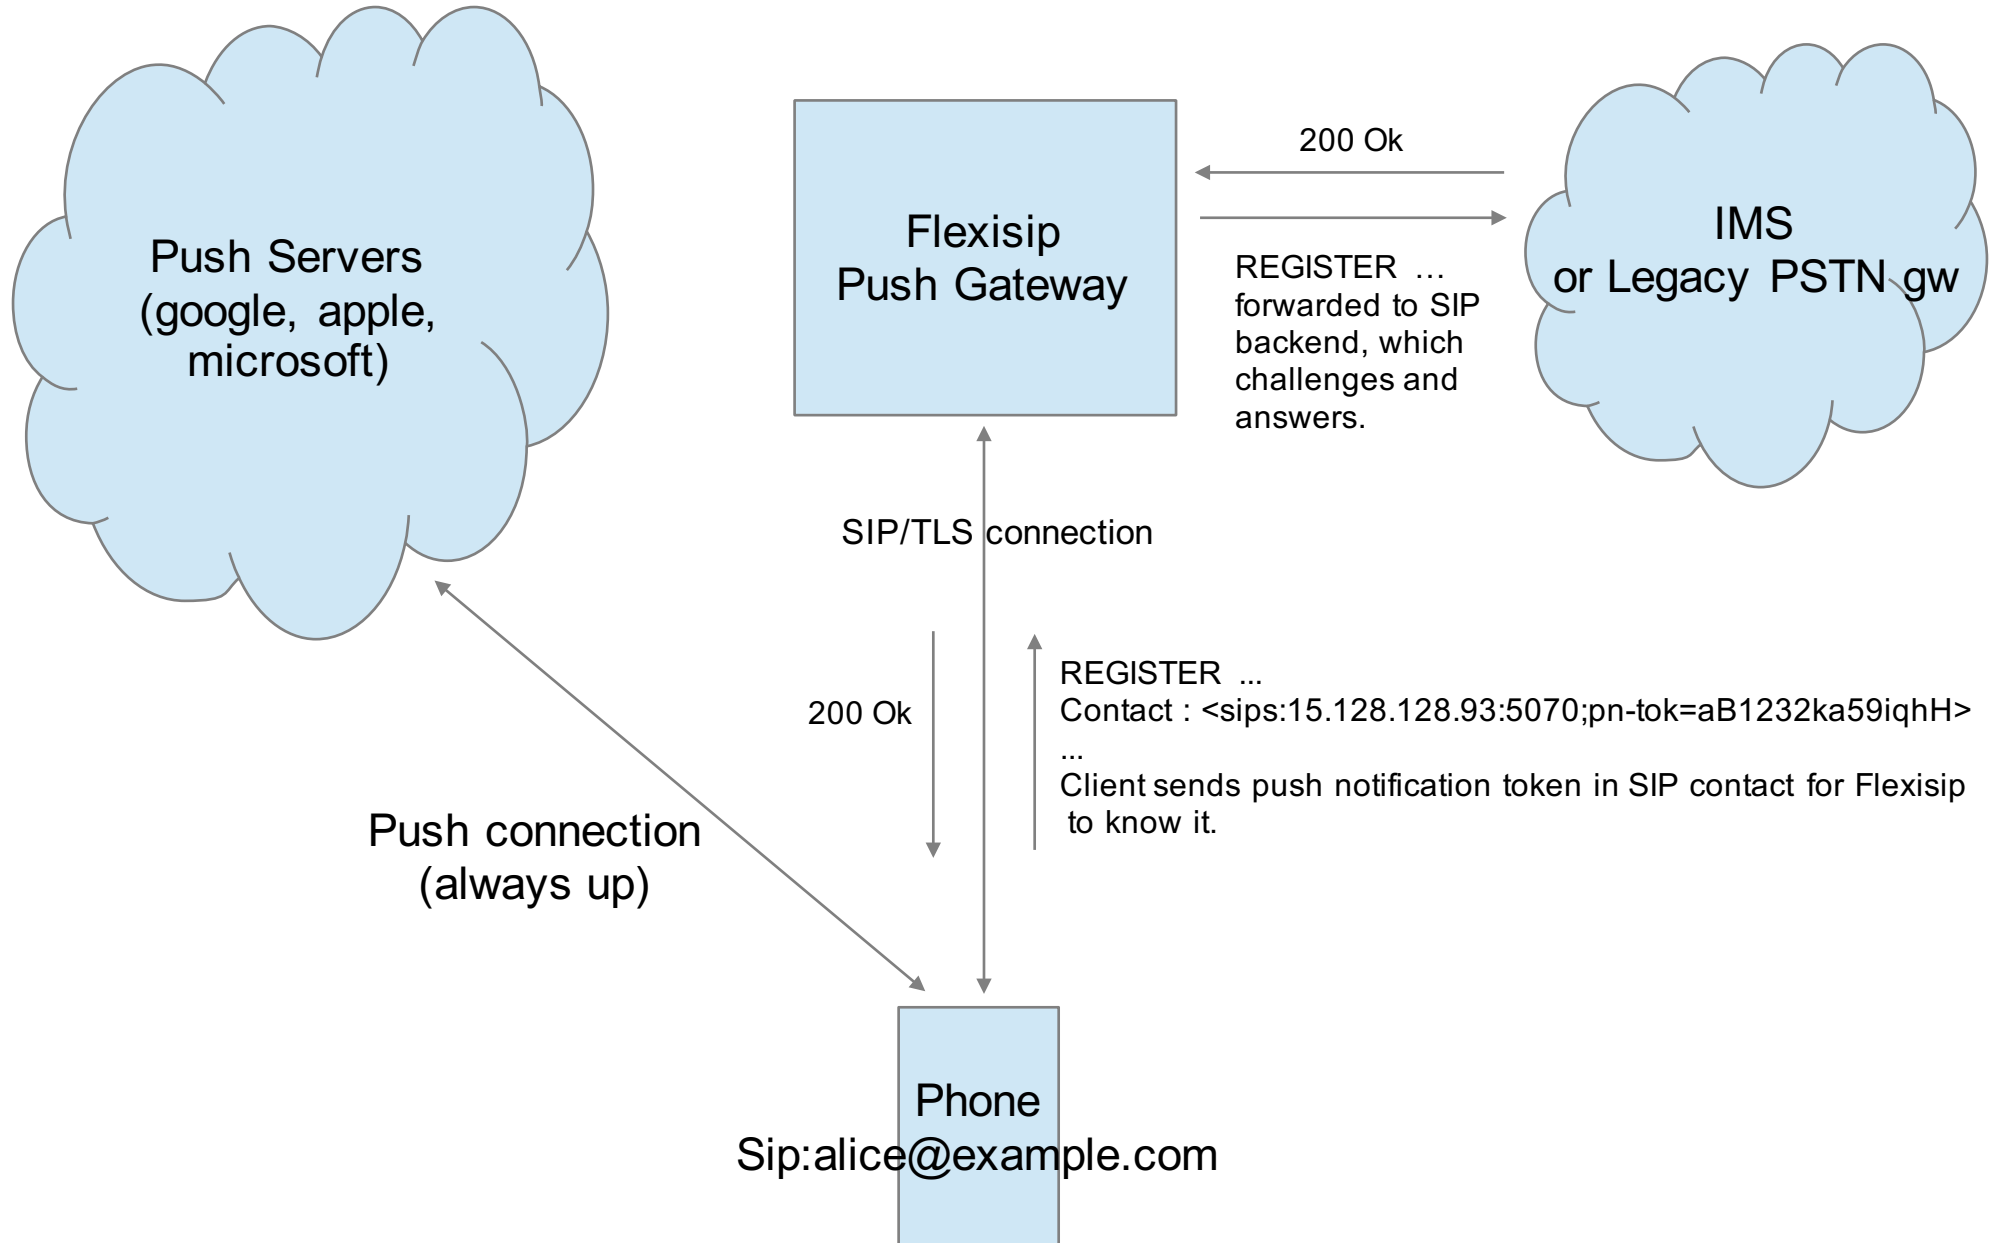 Push Servers
(google, apple,
microsoft)
Flexisip
Push Gateway
200 Ok
REGISTER …
forwarded to SIP
backend, which
challenges and
answers.
IMS
or Legacy PSTN gw
SIP/TLS connection
200 Ok
REGISTER ...
Contact : <sips:15.128.128.93:5070;pn-tok=aB1232ka59iqhH>
...
Client sends push notification token in SIP contact for Flexisip
to know it.
Push connection
(always up)
Phone
Sip:alice@example.com